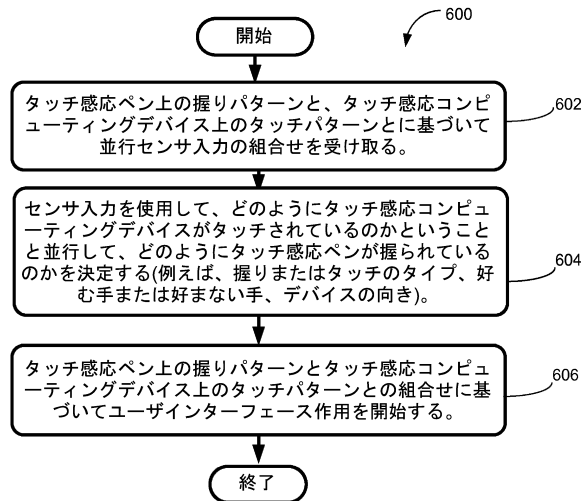 600
開始
タッチ感応ペン上の握りパターンと、タッチ感応コンピ
ューティングデバイス上のタッチパターンとに基づいて
並行センサ入力の組合せを受け取る。
602
センサ入力を使用して、どのようにタッチ感応コンピュ
ーティングデバイスがタッチされているのかということ
と並行して、どのようにタッチ感応ペンが握られている
のかを決定する(例えば、握りまたはタッチのタイプ、好
む手または好まない手、デバイスの向き)。
604
タッチ感応ペン上の握りパターンとタッチ感応コンピュ
ーティングデバイス上のタッチパターンとの組合せに基
づいてユーザインターフェース作用を開始する。
606
終了